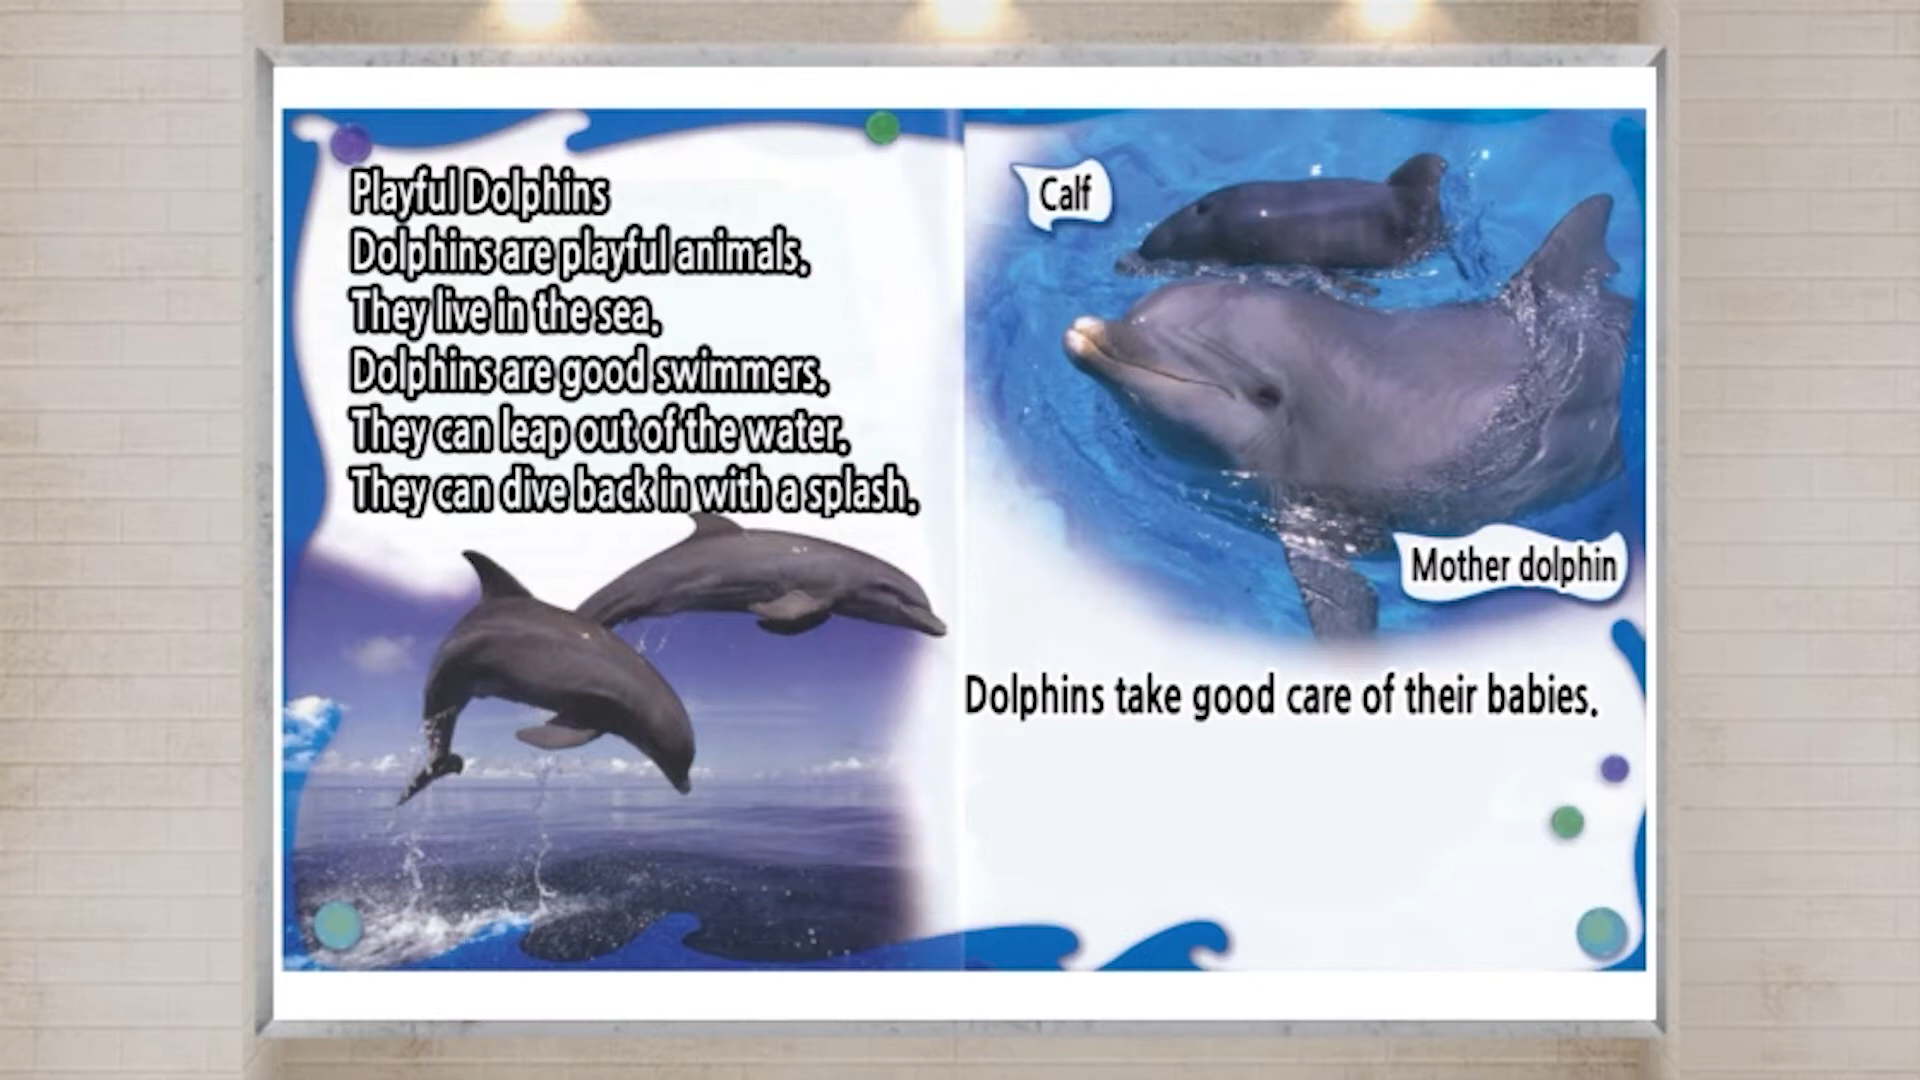 Playful Dolphins
Dolphins are playful animals.
They live in the sea.
Dolphins are good swimmers.
They can leap out of the water.
They can dive back in with a splash.
Calf
Mother dolphin
Dolphins take good care of their babies.